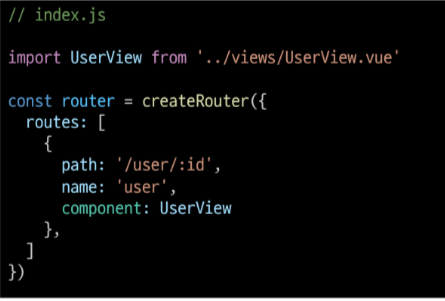 // index.js
import UserView from '../views/UserView.vue'
const router = createRouter({
  routes: [
    {
      path: '/user/:id',
      name: 'user',
      component: UserView
    },
  ]
})